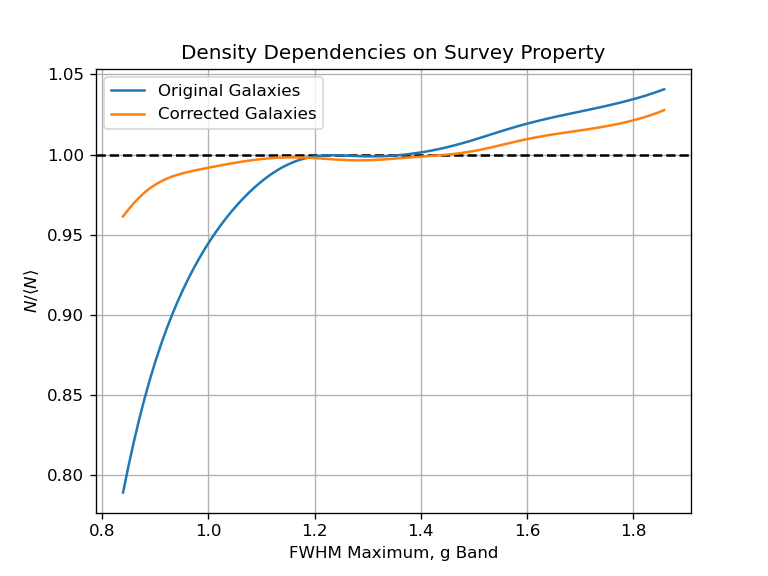 Density Dependencies on Survey Property
Original Galaxies
Corrected Galaxies
1.05
1.00
0.95
0.90
0.85
0.80
N/⟨N⟩
0.8 1.0 1.2 1.4 1.6 1.8
FWHM Maximum, g Band